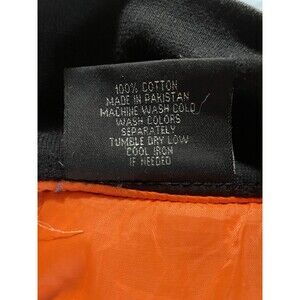 100% COTTON
MADE IN PAKISTAN
MACHINE WASH COLD
WASH COLORS
SEPARATELY
TUMBLE DRY LOW
COOL IRON
IF NEEDED